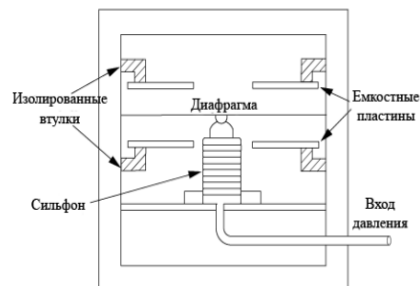 Изолированные
втулки
Диафрагма
Емкостные
пластины
Сильфон
Вход
давления